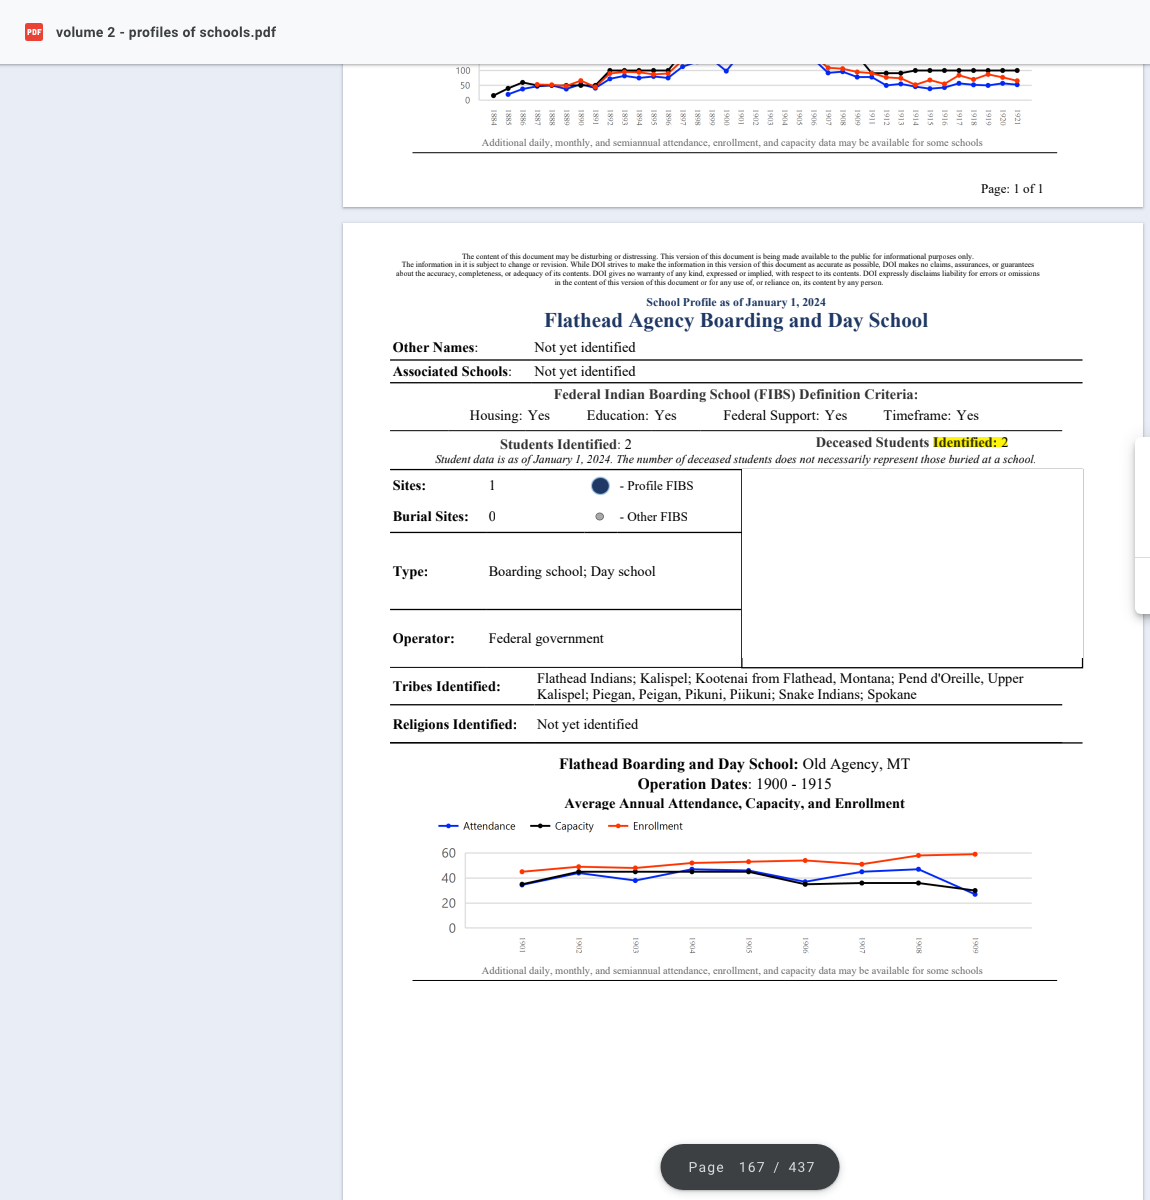 PDF volume 2 - profiles of schools.pdf
100
50
0
1884 1885 1886 1887 1888 1889 1890 1891 1892 1893 1894 1895 1896 1897 1898 1899 1900 1901 1902 1903 1904 1905 1906 1907 1908 1909 1911 1912 1913 1914 1915 1916 1917 1918 1919 1920 1921
Additional daily, monthly, and semiannual attendance, enrollment, and capacity data may be available for some schools
Page: 1 of 1
The content of this document may be disturbing or distressing. This version of this document is being made available to the public for informational purposes only.
The information in it is subject to change or revision. While DOI strives to make the information in this version of this document as accurate as possible, DOI makes no claims, assurances, or guarantees
about the accuracy, completeness, or adequacy of its contents. DOI gives no warranty of any kind, expressed or implied, with respect to its contents. DOI expressly disclaims liability for errors or omissions
in the content of this version of this document or for any use of, or reliance on, its content by any person.
School Profile as of January 1, 2024
Flathead Agency Boarding and Day School
Other Names: Not yet identified
Associated Schools: Not yet identified
Federal Indian Boarding School (FIBS) Definition Criteria:
Housing: Yes Education: Yes Federal Support: Yes Timeframe: Yes
Students Identified: 2 Deceased Students Identified: 2
Student data is as of January 1, 2024. The number of deceased students does not necessarily represent those buried at a school.
Sites: 1 - Profile FIBS
Burial Sites: 0 - Other FIBS
Type: Boarding school; Day school
Operator: Federal government
Tribes Identified: Flathead Indians; Kalispel; Kootenai from Flathead, Montana; Pend d'Oreille, Upper
Kalispel; Piegan, Peigan, Pikuni, Piikuni; Snake Indians; Spokane
Religions Identified: Not yet identified
Flathead Boarding and Day School: Old Agency, MT
Operation Dates: 1900 - 1915
Average Annual Attendance, Capacity, and Enrollment
Attendance Capacity Enrollment
60
40
20
0
1901 1902 1903 1904 1905 1906 1907 1908 1909
Additional daily, monthly, and semiannual attendance, enrollment, and capacity data may be available for some schools
Page 167 / 437